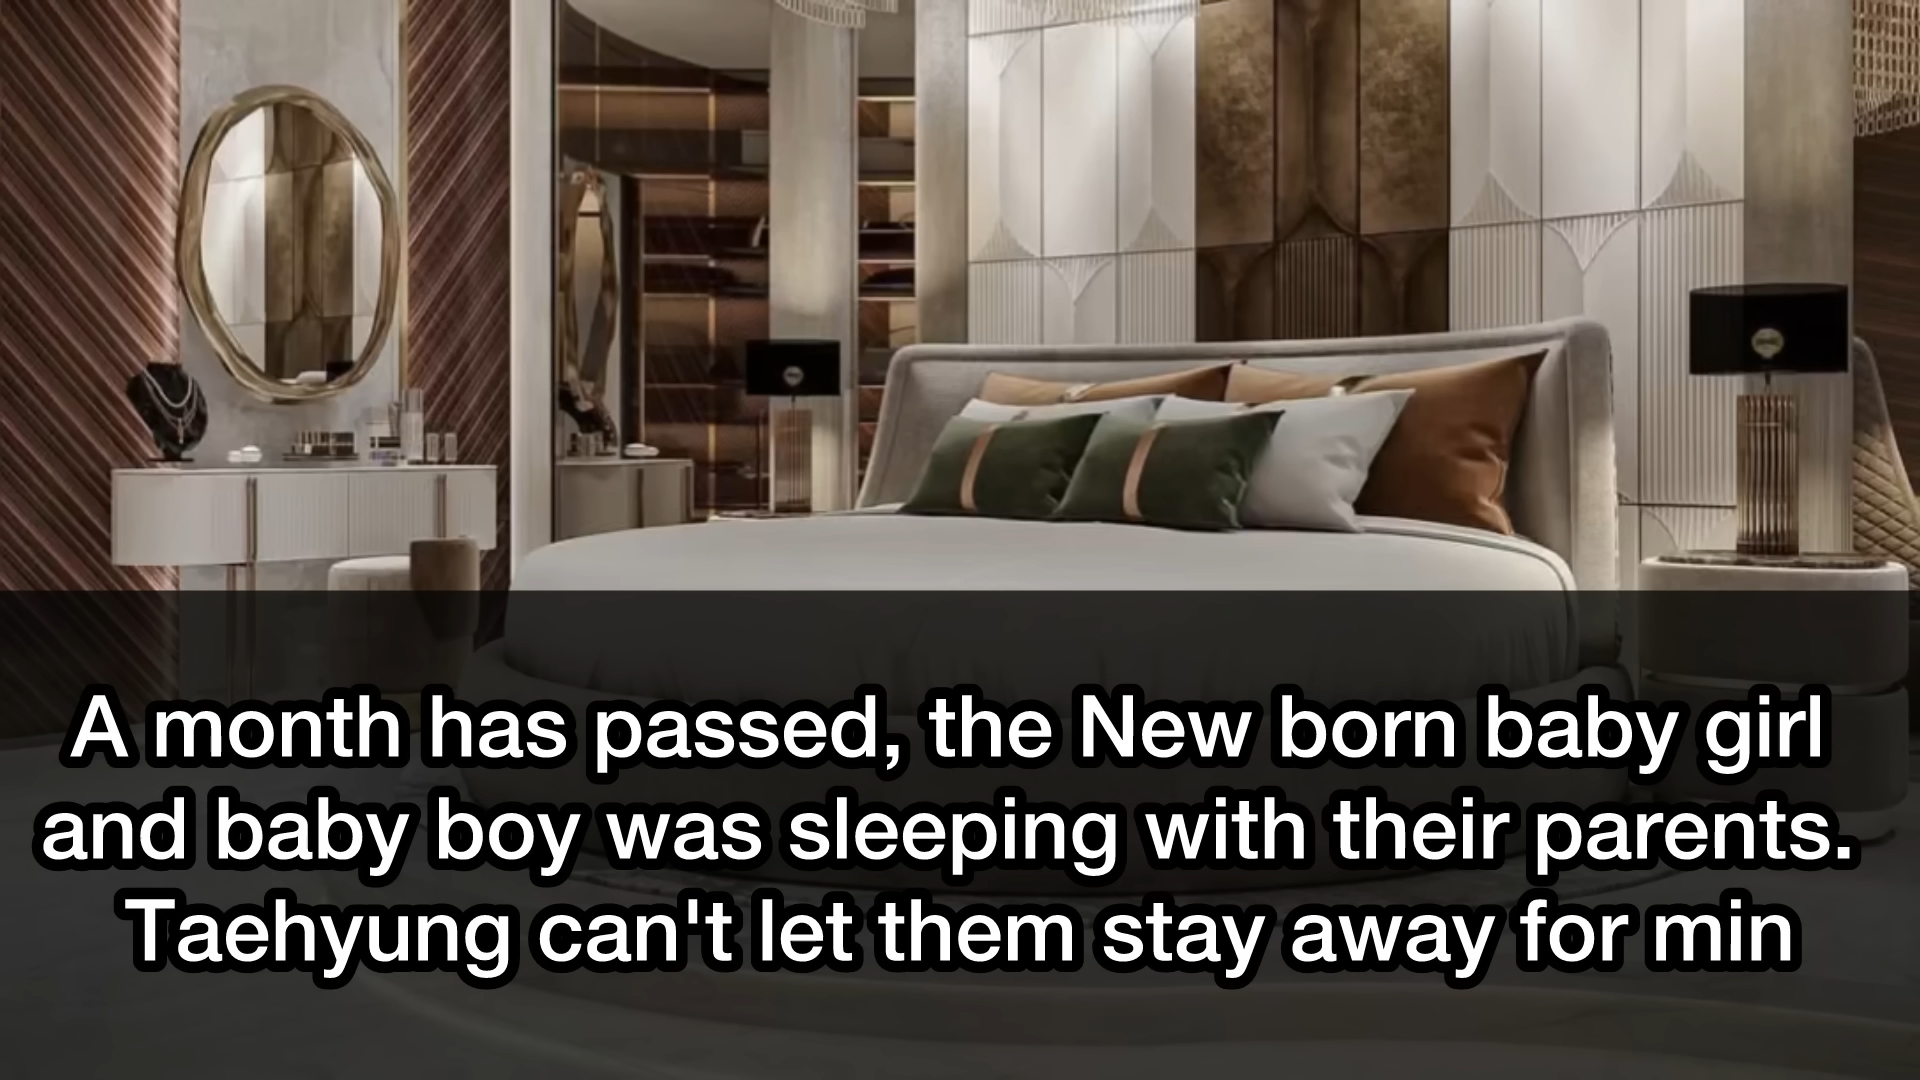 A month has passed, the New born baby girl
and baby boy was sleeping with their parents.
Taehyung can't let them stay away for min